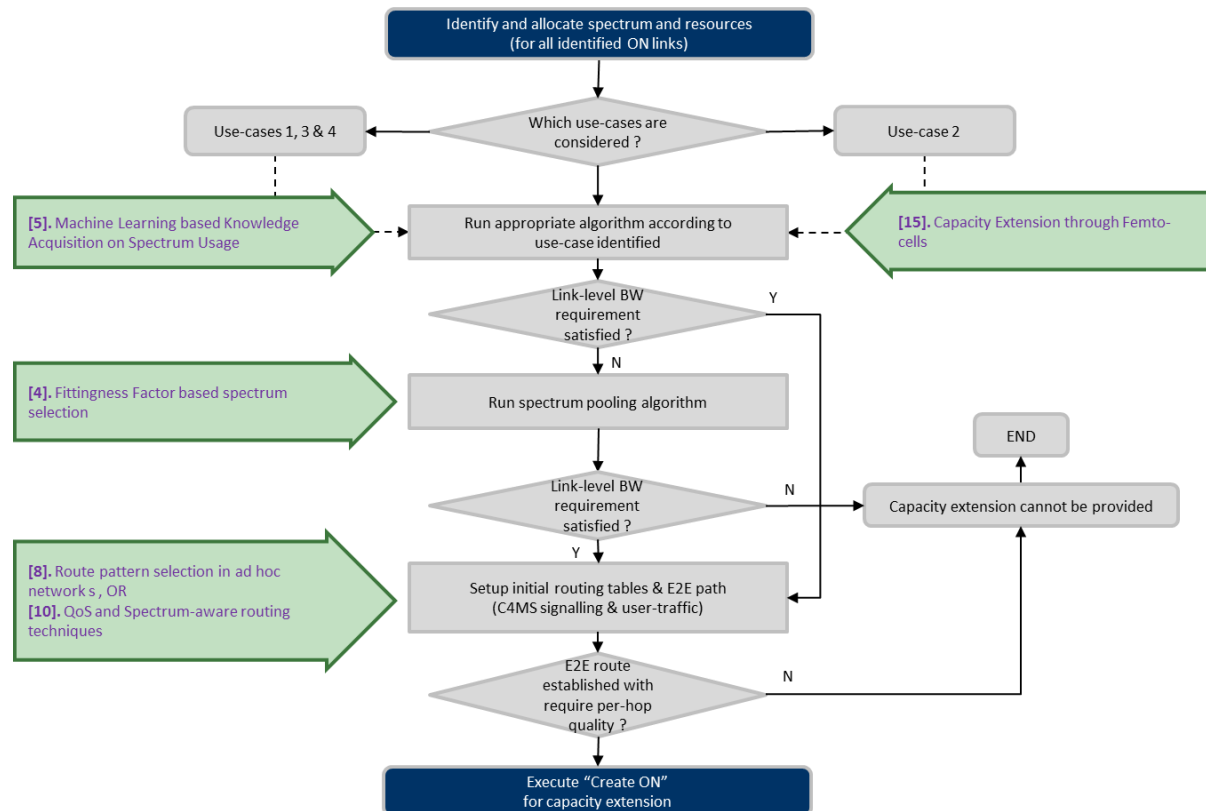 Identify and allocate spectrum and resources
(for all identified ON links)
Use-cases 1, 3 & 4
Which use-cases are
considered ?
Use-case 2
[5]. Machine Learning based Knowledge
Acquisition on Spectrum Usage
Run appropriate algorithm according to
use-case identified
[15]. Capacity Extension through Femto-
cells
Link-level BW
requirement
satisfied ?
Y
N
[4]. Fittingness Factor based spectrum
selection
Run spectrum pooling algorithm
END
Link-level BW
requirement
satisfied ?
N
Capacity extension cannot be provided
Y
[8]. Route pattern selection in ad hoc
network s , OR
[10]. QoS and Spectrum-aware routing
techniques
Setup initial routing tables & E2E path
(C4MS signalling & user-traffic)
E2E route
established with
require per-hop
quality ?
N
Execute “Create ON”
for capacity extension